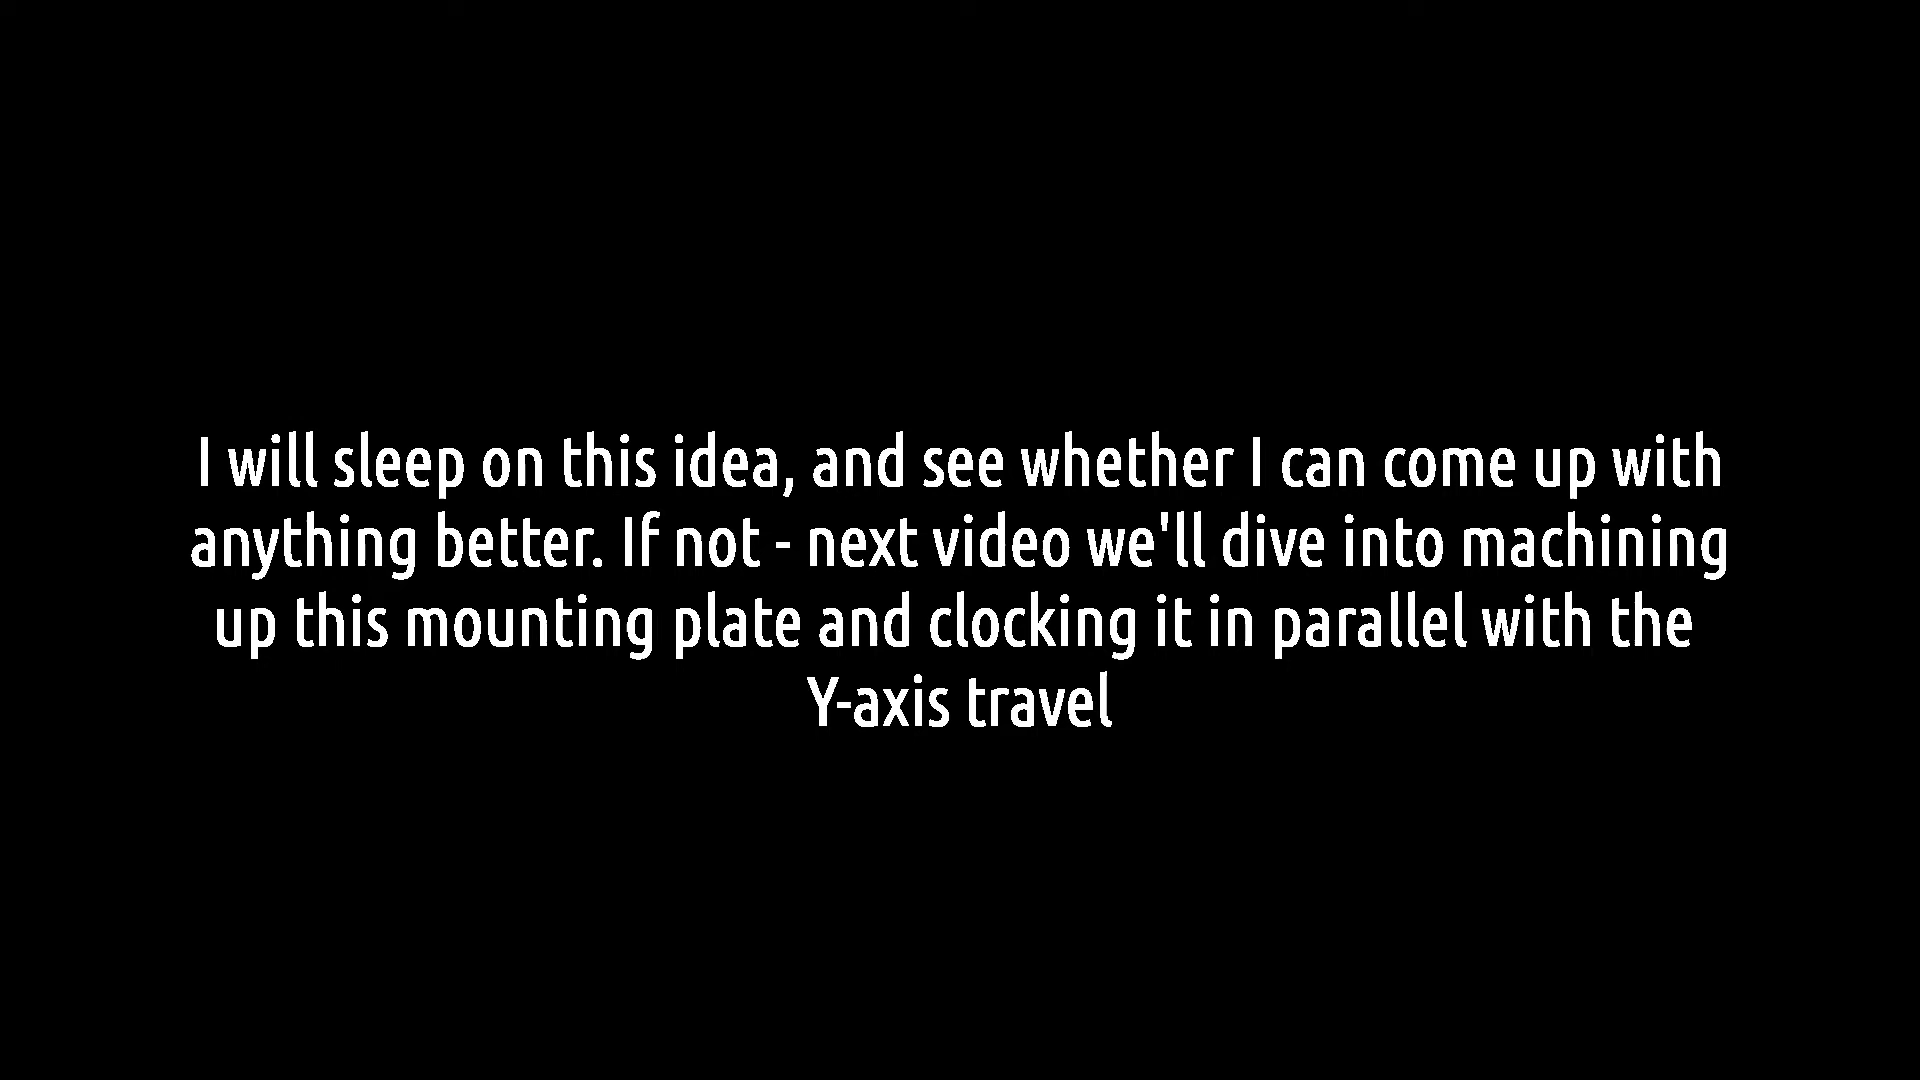 I will sleep on this idea, and see whether I can come up with
anything better. If not - next video we'll dive into machining
up this mounting plate and clocking it in parallel with the
Y-axis travel